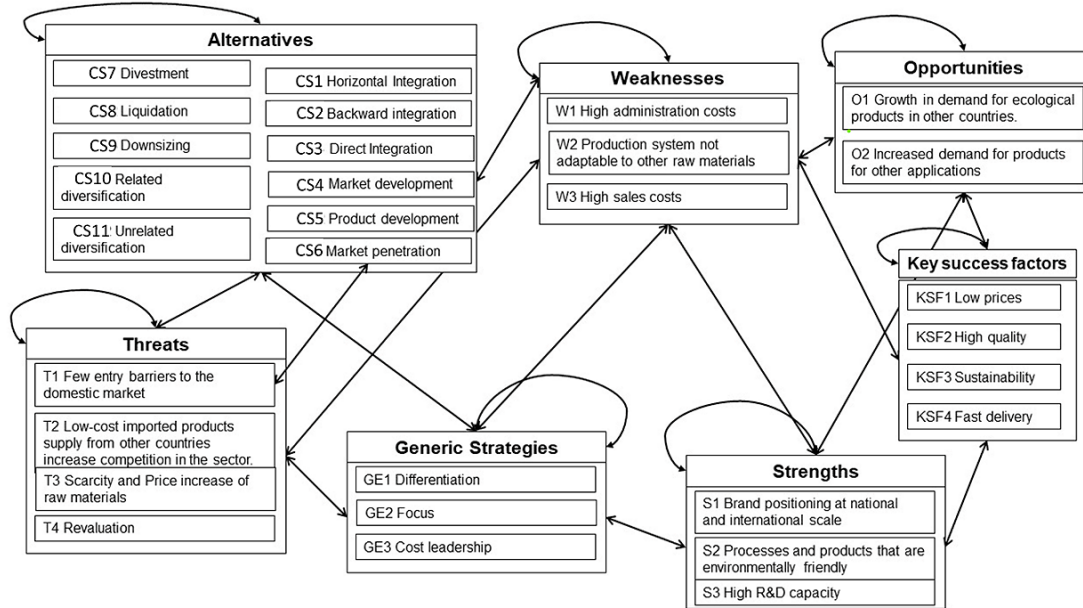 Alternatives
CS7 Divestment
CS8 Liquidation
CS9 Downsizing
CS10 Related
diversification
CS11 Unrelated
diversification
CS1 Horizontal Integration
CS2 Backward integration
CS3 Direct Integration
CS4 Market development
CS5 Product development
CS6 Market penetration
Weaknesses
W1 High administration costs
W2 Production system not
adaptable to other raw materials
W3 High sales costs
Opportunities
O1 Growth in demand for ecological
products in other countries.
O2 Increased demand for products
for other applications
Key success factors
KSF1 Low prices
KSF2 High quality
KSF3 Sustainability
KSF4 Fast delivery
Threats
T1 Few entry barriers to the
domestic market
T2 Low-cost imported products
supply from other countries
increase competition in the sector.
T3 Scarcity and Price increase of
raw materials
T4 Revaluation
Generic Strategies
GE1 Differentiation
GE2 Focus
GE3 Cost leadership
Strengths
S1 Brand positioning at national
and international scale
S2 Processes and products that are
environmentally friendly
S3 High R&D capacity